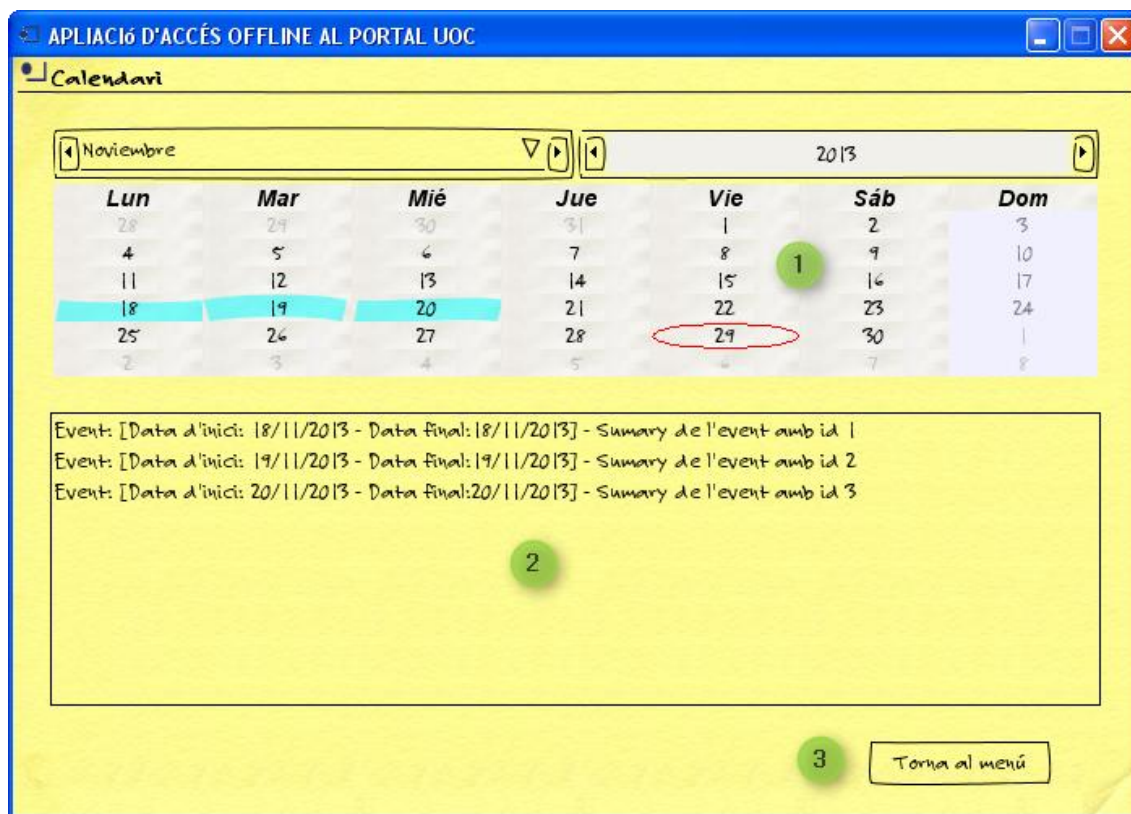 APLIACIó D'ACCÉS OFFLINE AL PORTAL UOC
Calendari
Noviembre 2013
Lun Mar Mié Jue Vie Sáb Dom
28 29 30 31 1 2 3
4 5 6 7 8 9 10
11 12 13 14 15 16 17
18 19 20 21 22 23 24
25 26 27 28 29 30 1
2 3 4 5 6 7 8
1
Event: [Data d'inici: 18/11/2013 - Data final:18/11/2013] - Sumary de l'event amb id 1
Event: [Data d'inici: 19/11/2013 - Data final:19/11/2013] - Sumary de l'event amb id 2
Event: [Data d'inici: 20/11/2013 - Data final:20/11/2013] - Sumary de l'event amb id 3
2
3 Torna al menú